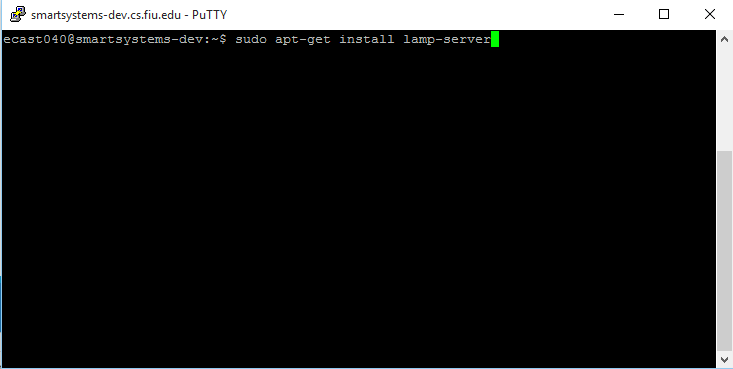 smartsystems-dev.cs.fiu.edu - PuTTY
ecast040@smartsystems-dev:~$ sudo apt-get install lamp-server